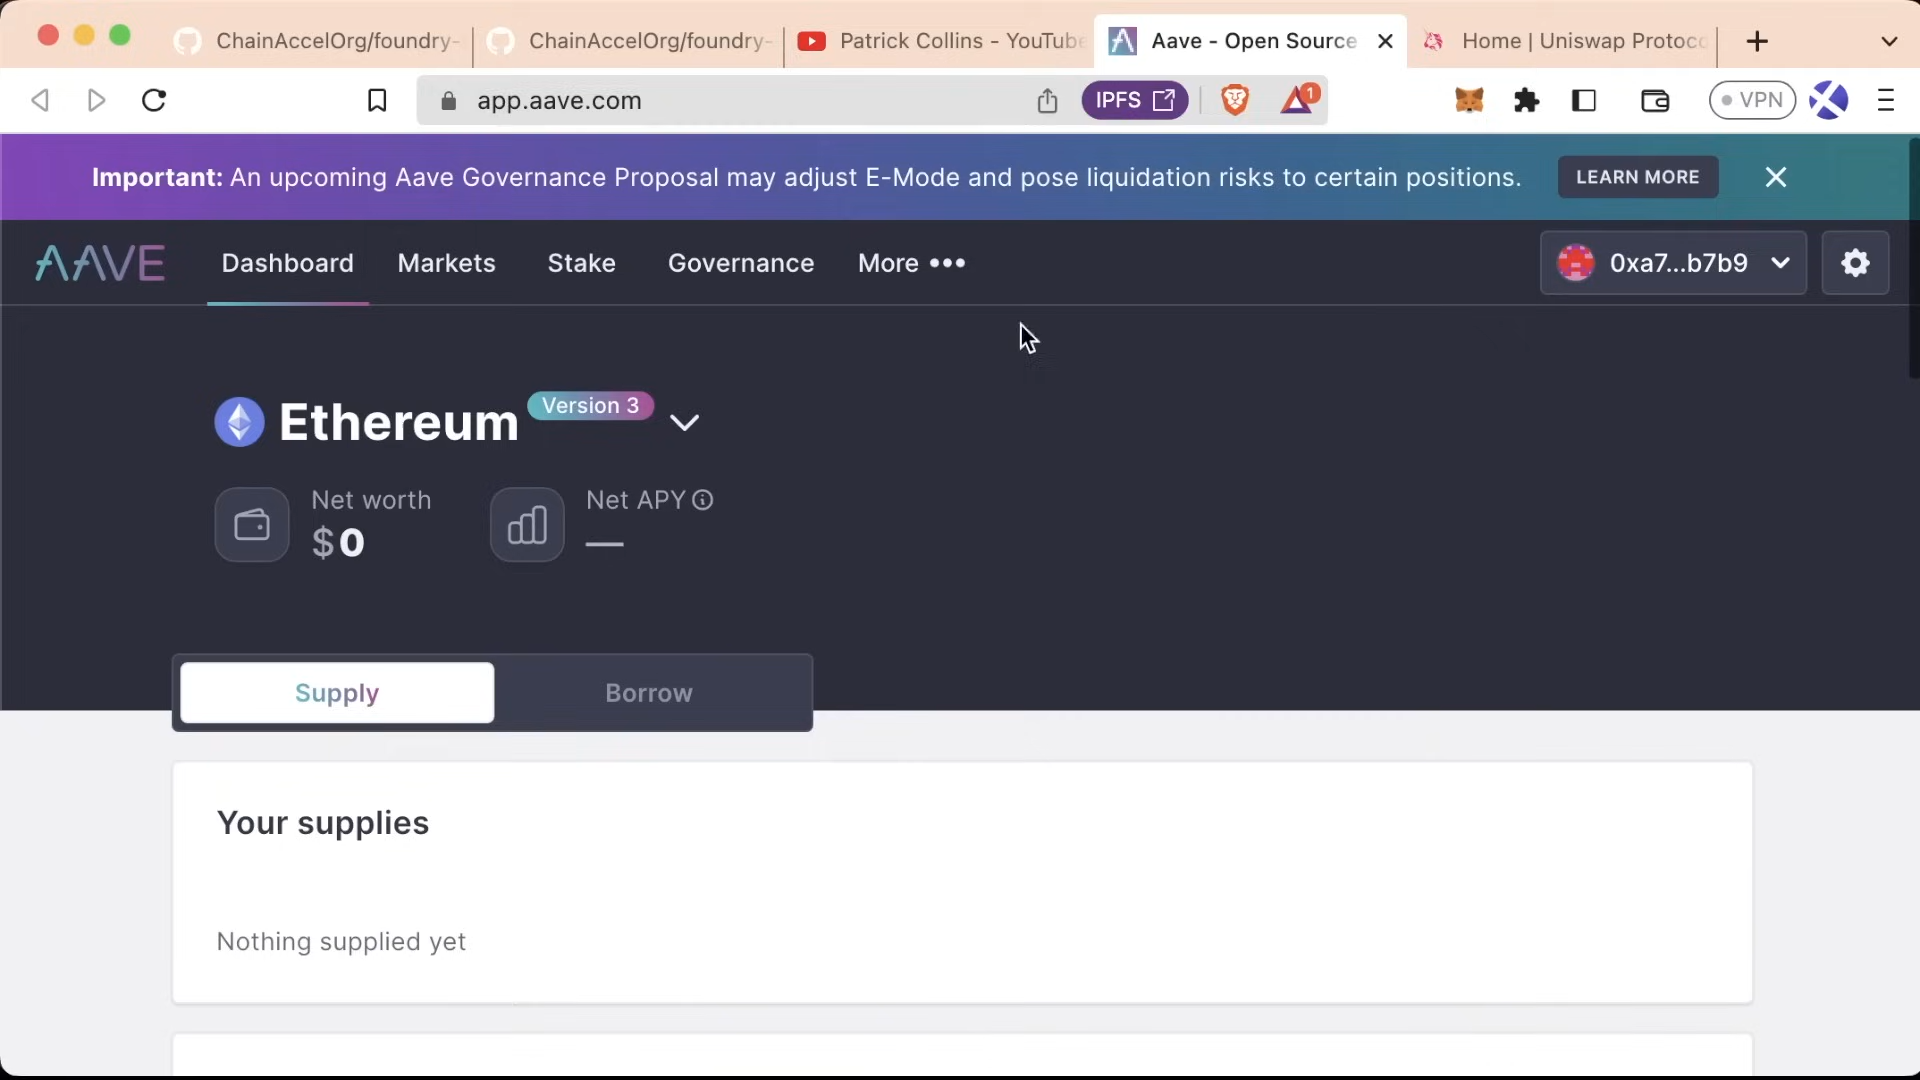 ChainAccelOrg/foundry-
ChainAccelOrg/foundry-
Patrick Collins - YouTube
Aave - Open Source
Home | Uniswap Protoco
app.aave.com
IPFS
1
VPN
Important: An upcoming Aave Governance Proposal may adjust E-Mode and pose liquidation risks to certain positions.
LEARN MORE
AAVE
Dashboard
Markets
Stake
Governance
More •••
0xa7...b7b9
Ethereum
Version 3
Net worth
$0
Net APY
—
Supply
Borrow
Your supplies
Nothing supplied yet